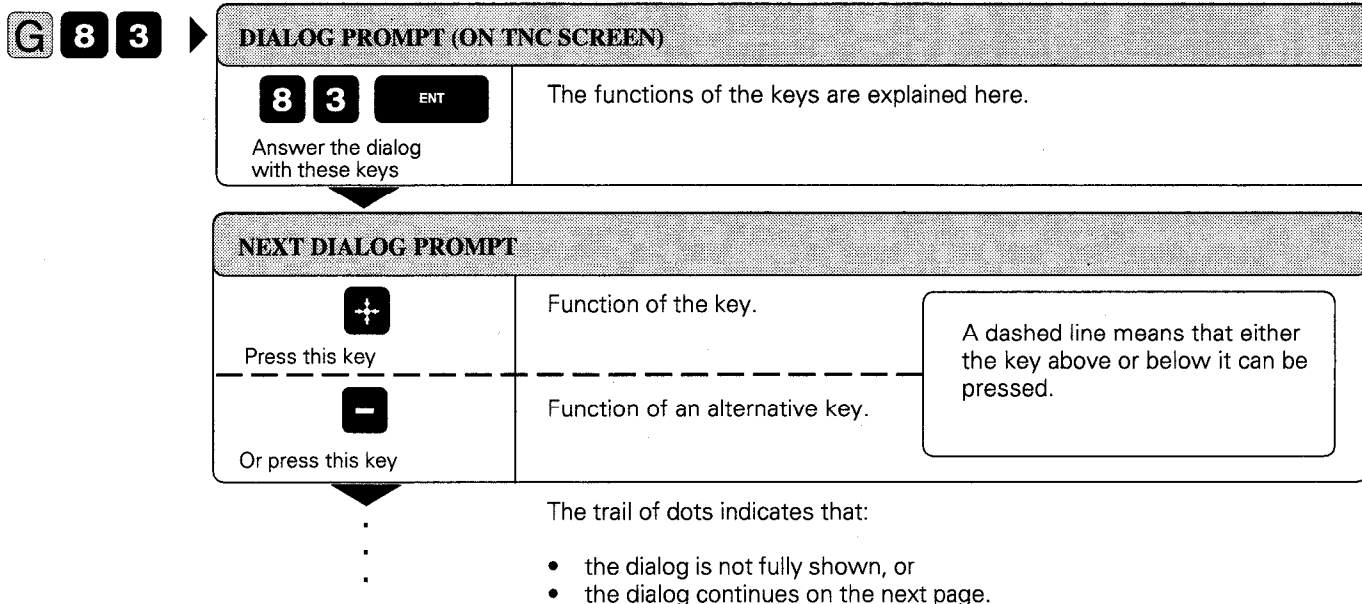 G 8 3
DIALOG PROMPT (ON TNC SCREEN)
8 3 ENT
The functions of the keys are explained here.
Answer the dialog
with these keys
NEXT DIALOG PROMPT
+
Function of the key.
Press this key
A dashed line means that either
the key above or below it can be
pressed.
-
Function of an alternative key.
Or press this key
The trail of dots indicates that:
• the dialog is not fully shown, or
• the dialog continues on the next page.